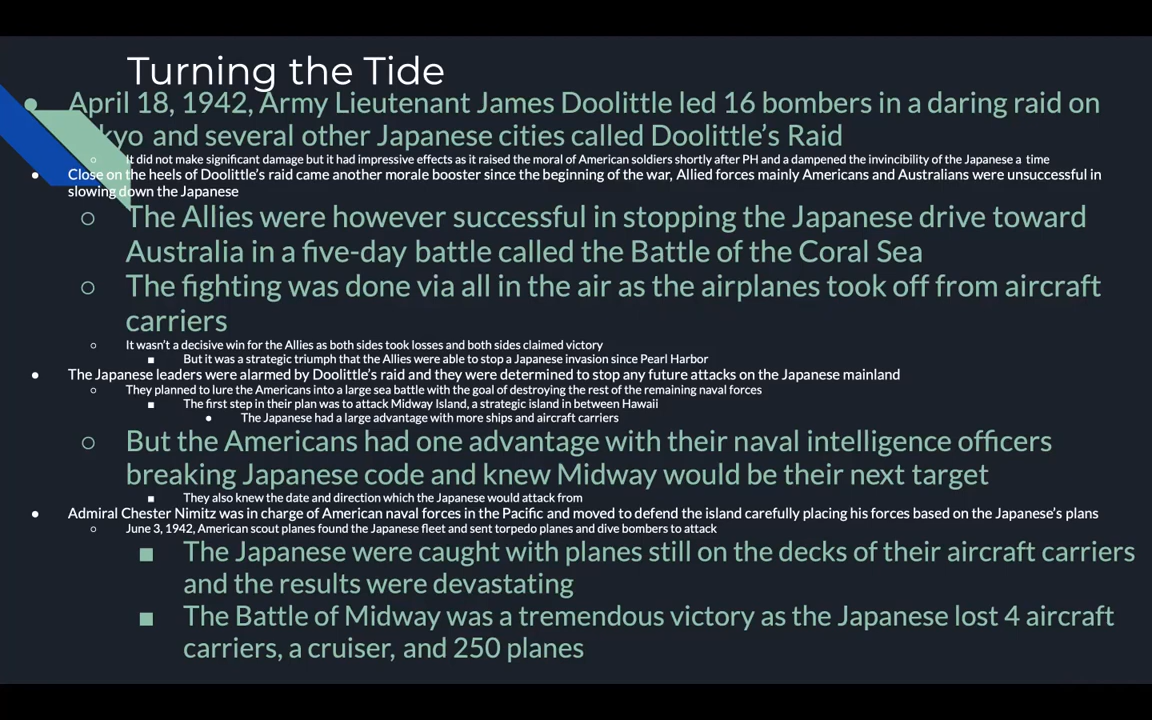 Turning the Tide
April 18, 1942, Army Lieutenant James Doolittle led 16 bombers in a daring raid on
Tokyo and several other Japanese cities called Doolittle's Raid
It did not make significant damage but it had impressive effects as it raised the moral of American soldiers shortly after PH and a dampened the invincibility of the Japanese a time
Close on the heels of Doolittle's raid came another morale booster since the beginning of the war, Allied forces mainly Americans and Australians were unsuccessful in
slowing down the Japanese
The Allies were however successful in stopping the Japanese drive toward
Australia in a five-day battle called the Battle of the Coral Sea
The fighting was done via all in the air as the airplanes took off from aircraft
carriers
It wasn't a decisive win for the Allies as both sides took losses and both sides claimed victory
But it was a strategic triumph that the Allies were able to stop a Japanese invasion since Pearl Harbor
The Japanese leaders were alarmed by Doolittle's raid and they were determined to stop any future attacks on the Japanese mainland
They planned to lure the Americans into a large sea battle with the goal of destroying the rest of the remaining naval forces
The first step in their plan was to attack Midway Island, a strategic island in between Hawaii
The Japanese had a large advantage with more ships and aircraft carriers
But the Americans had one advantage with their naval intelligence officers
breaking Japanese code and knew Midway would be their next target
They also knew the date and direction which the Japanese would attack from
Admiral Chester Nimitz was in charge of American naval forces in the Pacific and moved to defend the island carefully placing his forces based on the Japanese's plans
June 3, 1942, American scout planes found the Japanese fleet and sent torpedo planes and dive bombers to attack
The Japanese were caught with planes still on the decks of their aircraft carriers
and the results were devastating
The Battle of Midway was a tremendous victory as the Japanese lost 4 aircraft
carriers, a cruiser, and 250 planes